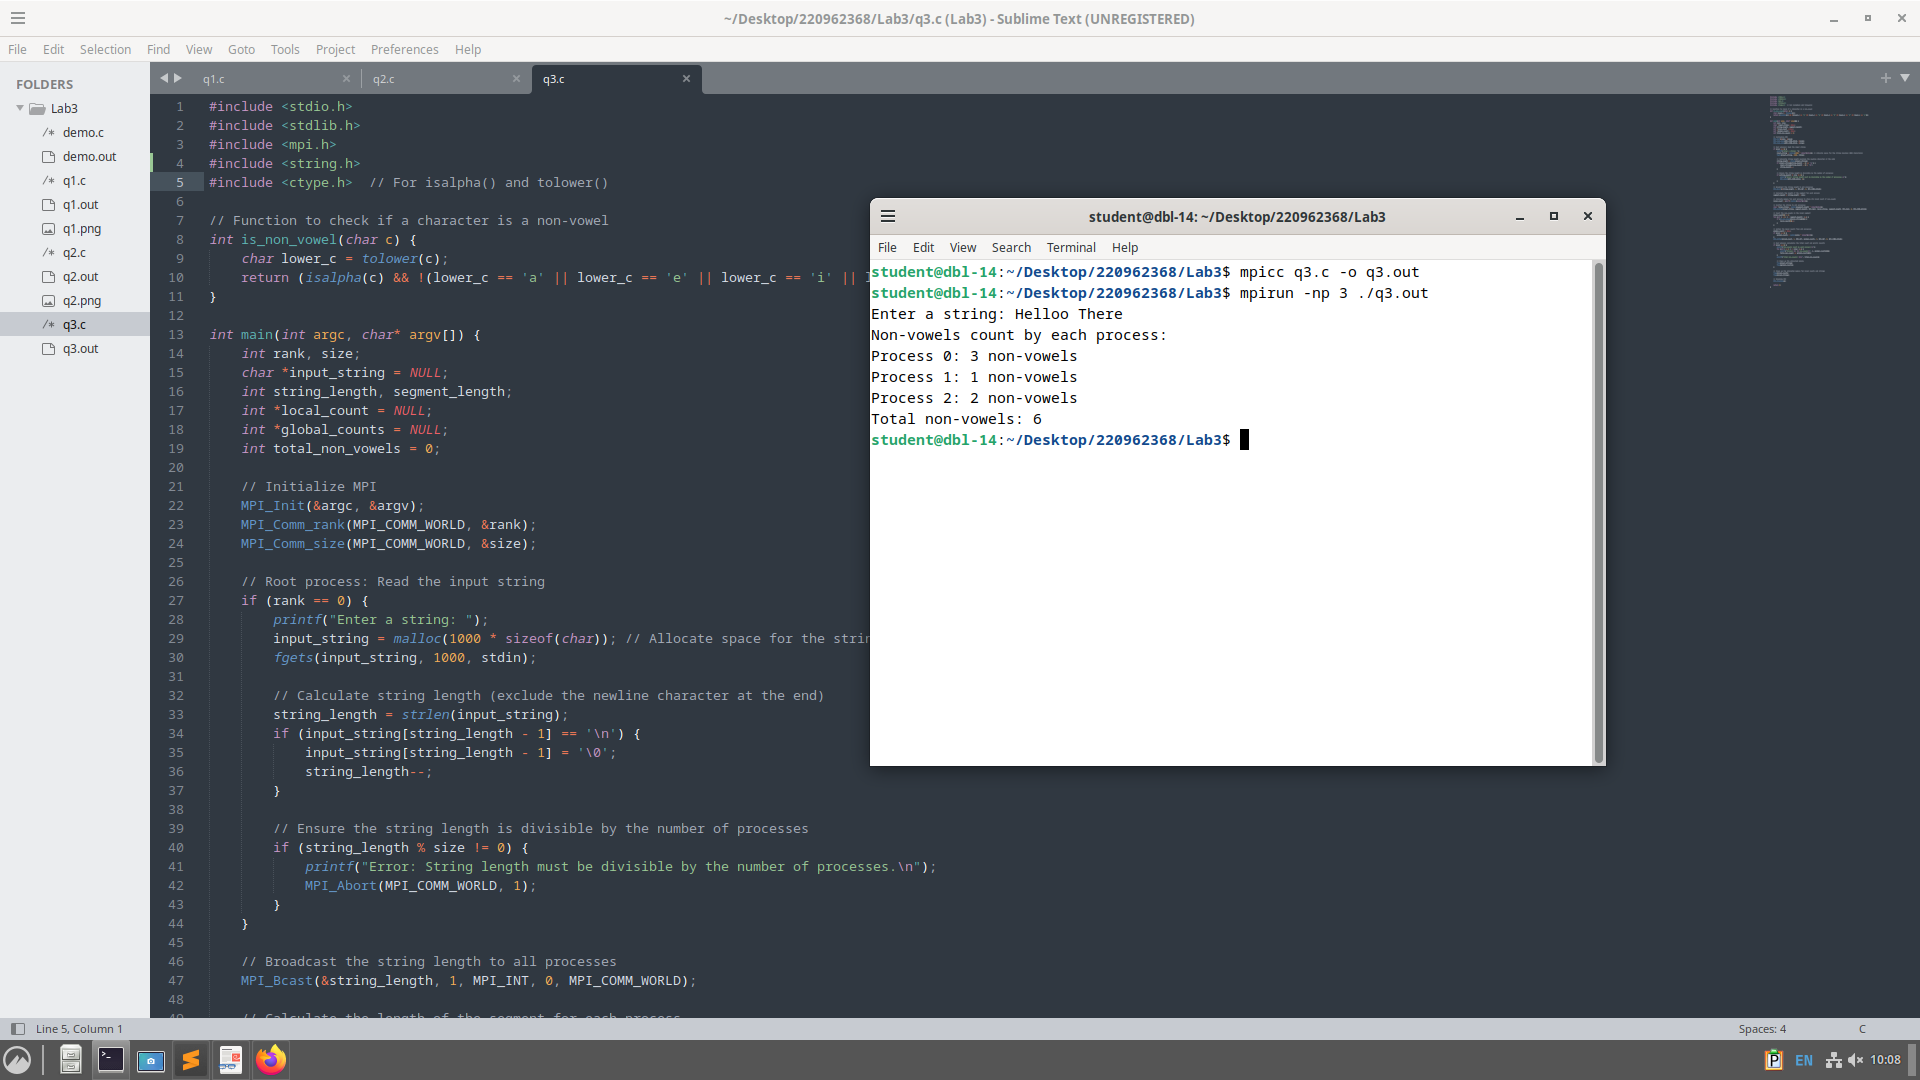 ~/Desktop/220962368/Lab3/q3.c (Lab3) - Sublime Text (UNREGISTERED)
File Edit Selection Find View Goto Tools Project Preferences Help
FOLDERS
Lab3
demo.c
demo.out
q1.c
q1.out
q1.png
q2.c
q2.out
q2.png
q3.c
q3.out
q1.c q2.c q3.c
1 #include <stdio.h>
2 #include <stdlib.h>
3 #include <mpi.h>
4 #include <string.h>
5 #include <ctype.h>  // For isalpha() and tolower()
6
7 // Function to check if a character is a non-vowel
8 int is_non_vowel(char c) {
9     char lower_c = tolower(c);
10     return (isalpha(c) && !(lower_c == 'a' || lower_c == 'e' || lower_c == 'i' ||
11 }
12
13 int main(int argc, char* argv[]) {
14     int rank, size;
15     char *input_string = NULL;
16     int string_length, segment_length;
17     int *local_count = NULL;
18     int *global_counts = NULL;
19     int total_non_vowels = 0;
20
21     // Initialize MPI
22     MPI_Init(&argc, &argv);
23     MPI_Comm_rank(MPI_COMM_WORLD, &rank);
24     MPI_Comm_size(MPI_COMM_WORLD, &size);
25
26     // Root process: Read the input string
27     if (rank == 0) {
28         printf("Enter a string: ");
29         input_string = malloc(1000 * sizeof(char)); // Allocate space for the strin
30         fgets(input_string, 1000, stdin);
31
32         // Calculate string length (exclude the newline character at the end)
33         string_length = strlen(input_string);
34         if (input_string[string_length - 1] == '\n') {
35             input_string[string_length - 1] = '\0';
36             string_length--;
37         }
38
39         // Ensure the string length is divisible by the number of processes
40         if (string_length % size != 0) {
41             printf("Error: String length must be divisible by the number of processes.\n");
42             MPI_Abort(MPI_COMM_WORLD, 1);
43         }
44     }
45
46     // Broadcast the string length to all processes
47     MPI_Bcast(&string_length, 1, MPI_INT, 0, MPI_COMM_WORLD);
48
49     // Calculate the length of the segment for each process
student@dbl-14: ~/Desktop/220962368/Lab3
File Edit View Search Terminal Help
student@dbl-14:~/Desktop/220962368/Lab3$ mpicc q3.c -o q3.out
student@dbl-14:~/Desktop/220962368/Lab3$ mpirun -np 3 ./q3.out
Enter a string: Helloo There
Non-vowels count by each process:
Process 0: 3 non-vowels
Process 1: 1 non-vowels
Process 2: 2 non-vowels
Total non-vowels: 6
student@dbl-14:~/Desktop/220962368/Lab3$
Line 5, Column 1 Spaces: 4 C
EN 10:08